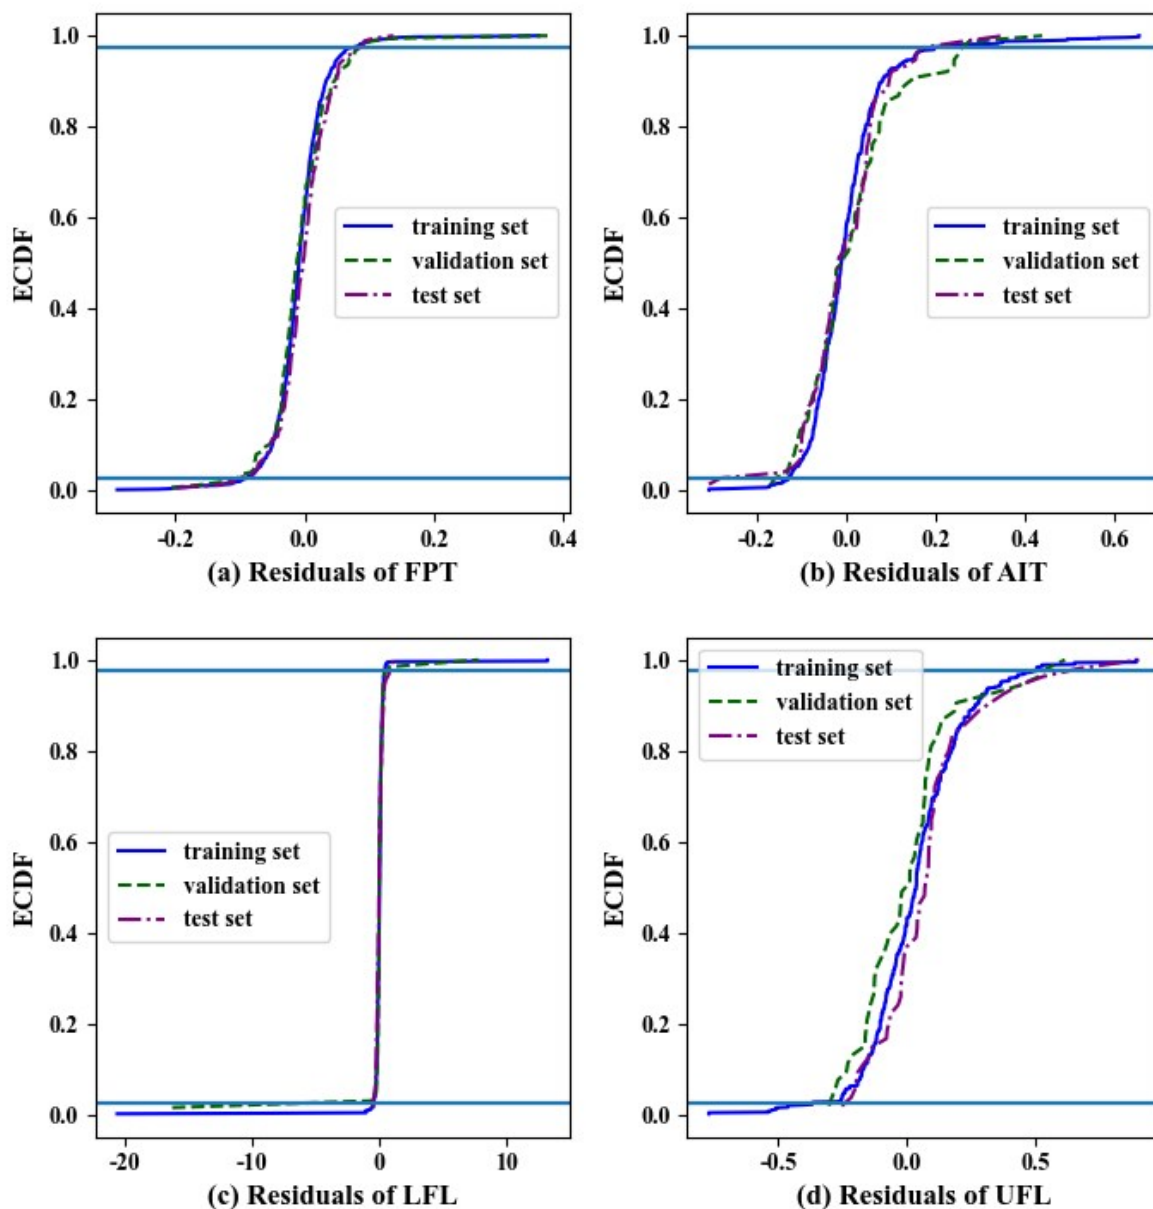 1.0
0.8
0.6
0.4
0.2
0.0
ECDF
training set
validation set
test set
-0.2 0.0 0.2 0.4
(a) Residuals of FPT
1.0
0.8
0.6
0.4
0.2
0.0
ECDF
training set
validation set
test set
-0.2 0.0 0.2 0.4 0.6
(b) Residuals of AIT
1.0
0.8
0.6
0.4
0.2
0.0
ECDF
training set
validation set
test set
-20 -10 0 10
(c) Residuals of LFL
1.0
0.8
0.6
0.4
0.2
0.0
ECDF
training set
validation set
test set
-0.5 0.0 0.5
(d) Residuals of UFL